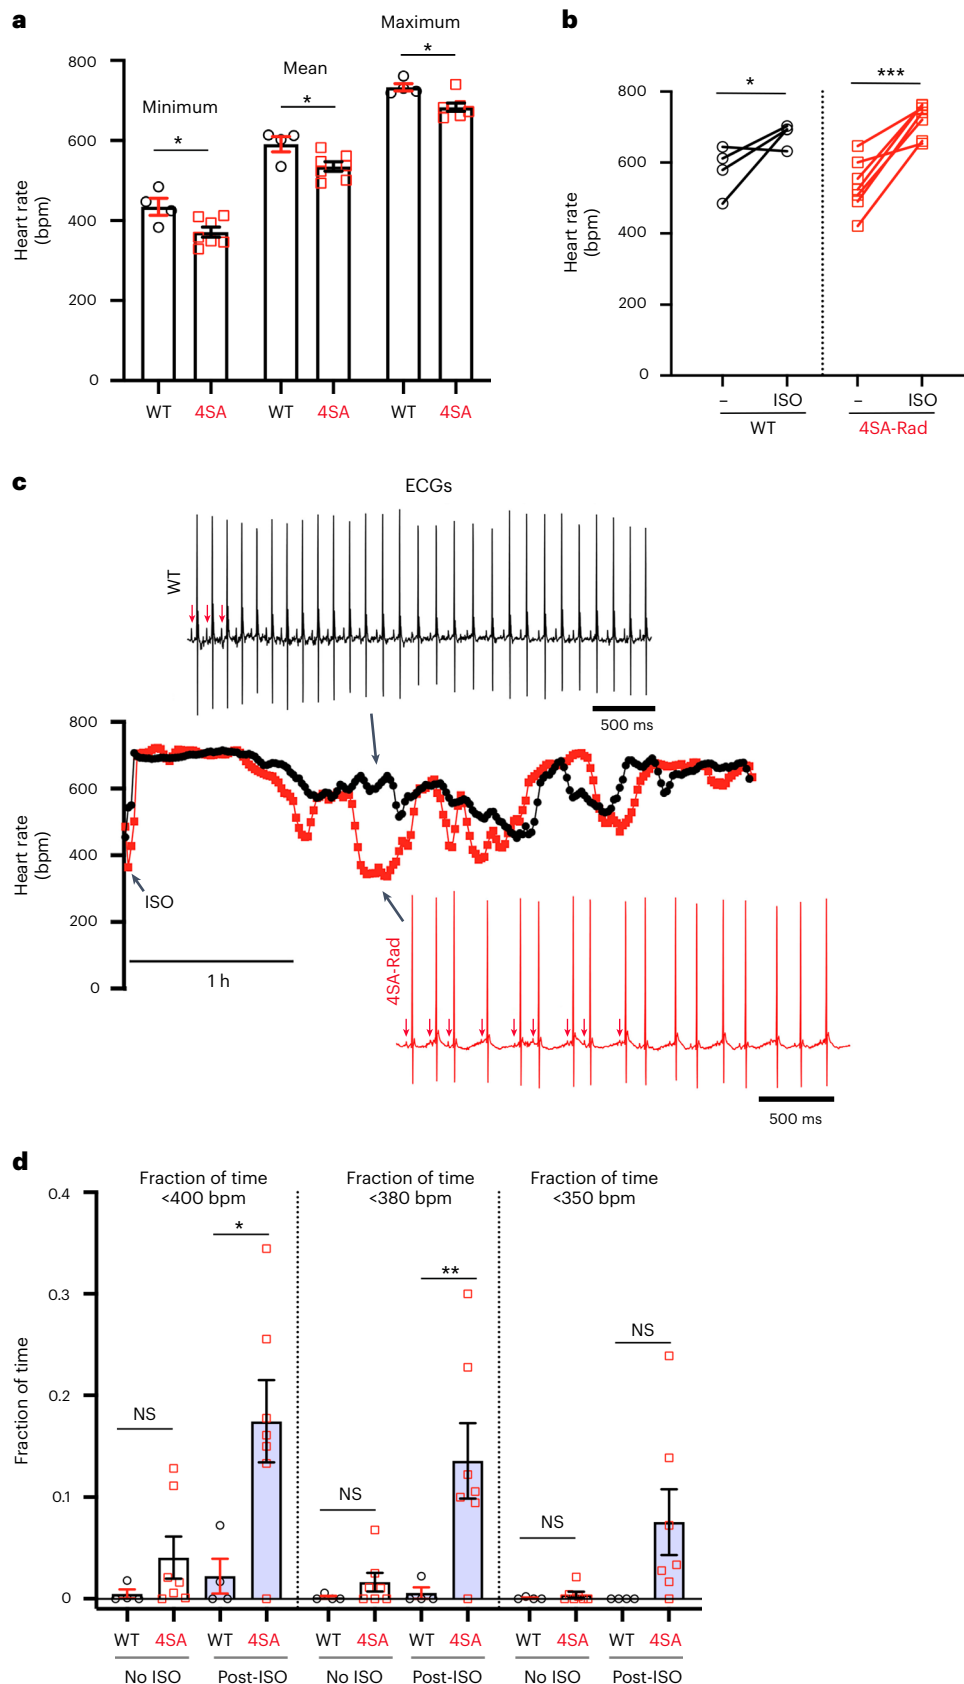 a
Maximum
*
Mean
*
Minimum
*
800
600
400
200
0
Heart rate
(bpm)
WT
4SA
WT
4SA
WT
4SA
b
*
***
800
600
400
200
0
Heart rate
(bpm)
–
ISO
–
ISO
WT
4SA-Rad
c
ECGs
WT
500 ms
800
600
400
200
0
Heart rate
(bpm)
ISO
1 h
4SA-Rad
500 ms
d
Fraction of time
<400 bpm
Fraction of time
<380 bpm
Fraction of time
<350 bpm
0.4
0.3
0.2
0.1
0
Fraction of time
NS
*
NS
**
NS
NS
WT
4SA
WT
4SA
WT
4SA
WT
4SA
WT
4SA
WT
4SA
No ISO
Post-ISO
No ISO
Post-ISO
No ISO
Post-ISO